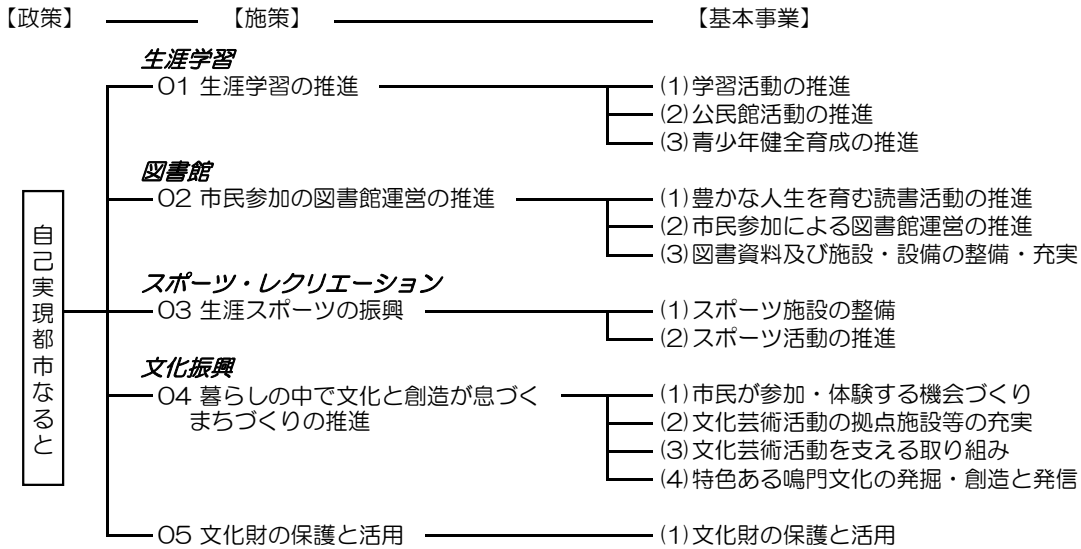 【政策】 【施策】 【基本事業】
生涯学習
01 生涯学習の推進 (1)学習活動の推進
(2)公民館活動の推進
(3)青少年健全育成の推進
図書館
02 市民参加の図書館運営の推進 (1)豊かな人生を育む読書活動の推進
(2)市民参加による図書館運営の推進
(3)図書資料及び施設・設備の整備・充実
自己実現都市なると
スポーツ・レクリエーション
03 生涯スポーツの振興 (1)スポーツ施設の整備
(2)スポーツ活動の推進
文化振興
04 暮らしの中で文化と創造が息づく (1)市民が参加・体験する機会づくり
まちづくりの推進 (2)文化芸術活動の拠点施設等の充実
(3)文化芸術活動を支える取り組み
(4)特色ある鳴門文化の発掘・創造と発信
05 文化財の保護と活用 (1)文化財の保護と活用